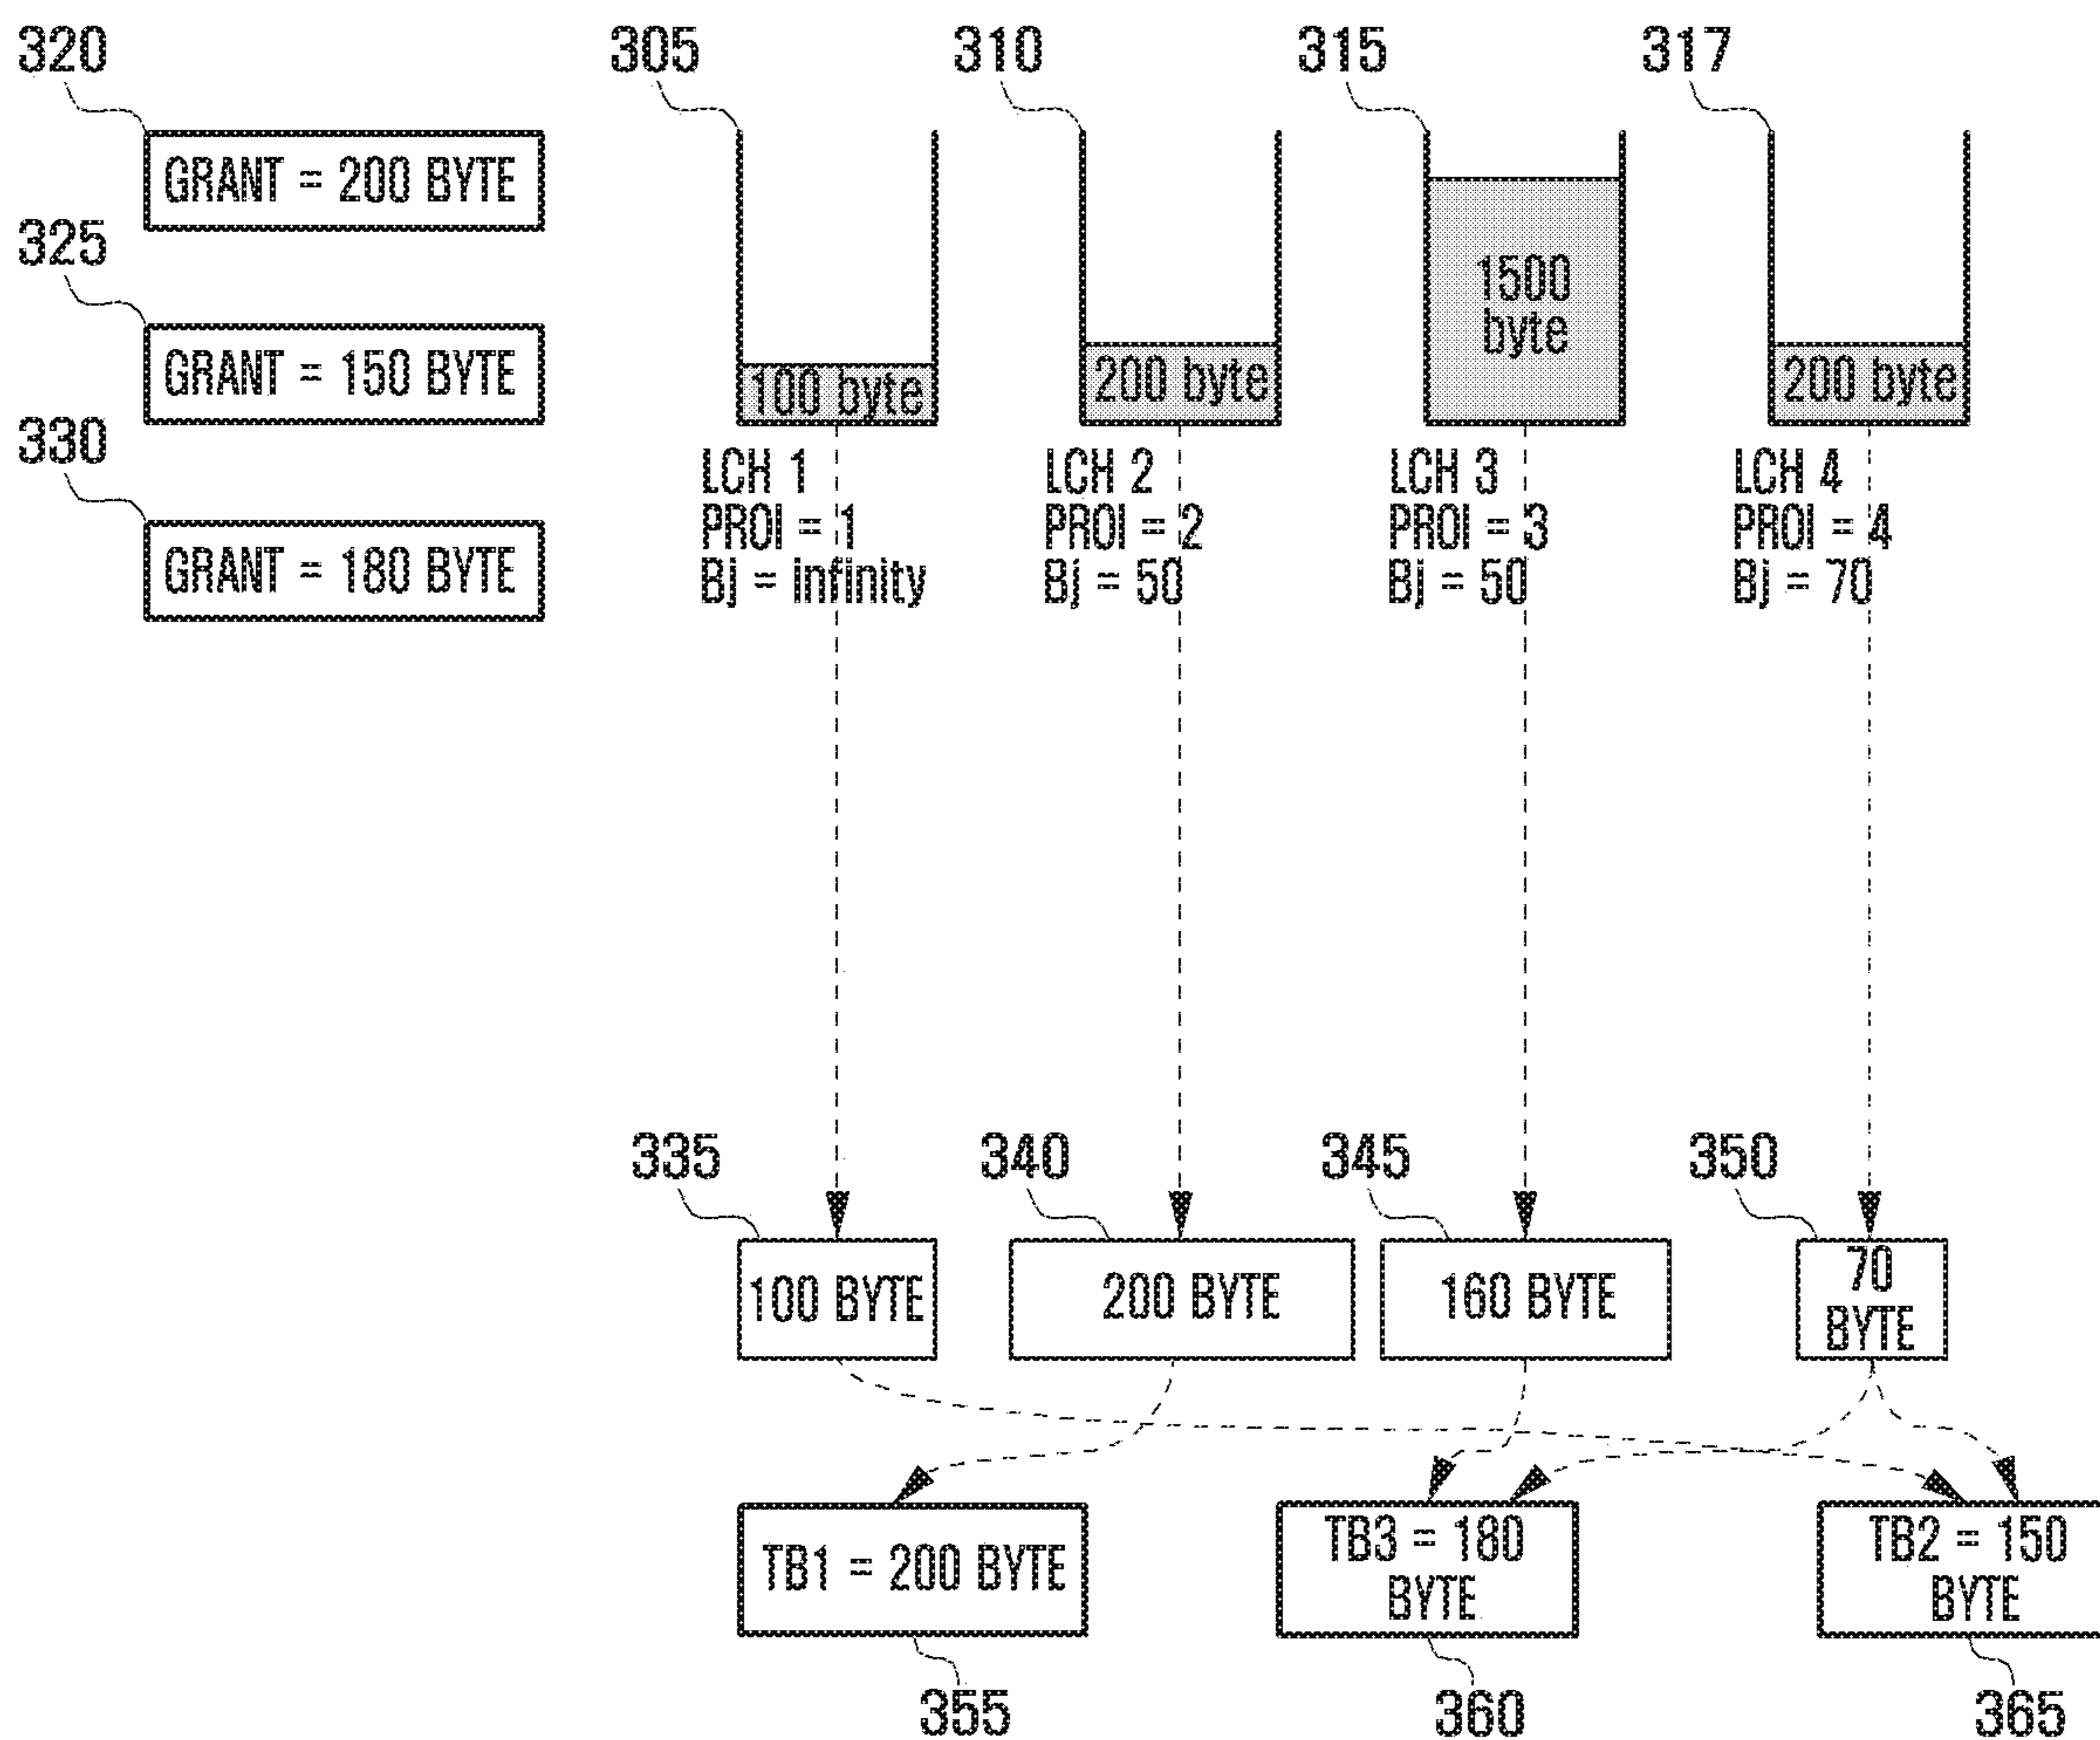 320
305
310
315
317
GRANT = 200 BYTE
325
GRANT = 150 BYTE
330
GRANT = 180 BYTE
100 byte
200 byte
1500
byte
200 byte
LCH 1
PROI = 1
Bj = infinity
LCH 2
PROI = 2
Bj = 50
LCH 3
PROI = 3
Bj = 50
LCH 4
PROI = 4
Bj = 70
335
340
345
350
100 BYTE
200 BYTE
160 BYTE
70
BYTE
TB1 = 200 BYTE
TB3 = 180
BYTE
TB2 = 150
BYTE
355
360
365